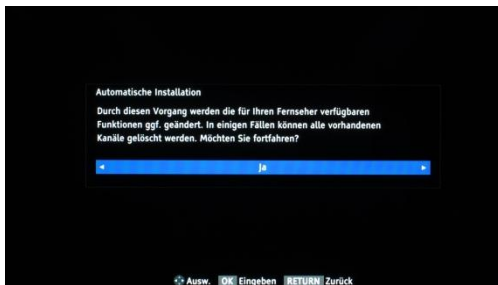 Automatische Installation
Durch diesen Vorgang werden die für Ihren Fernseher verfügbaren
Funktionen ggf. geändert. In einigen Fällen können alle vorhandenen
Kanäle gelöscht werden. Möchten Sie fortfahren?
Ja
Ausw. OK Eingeben RETURN Zurück